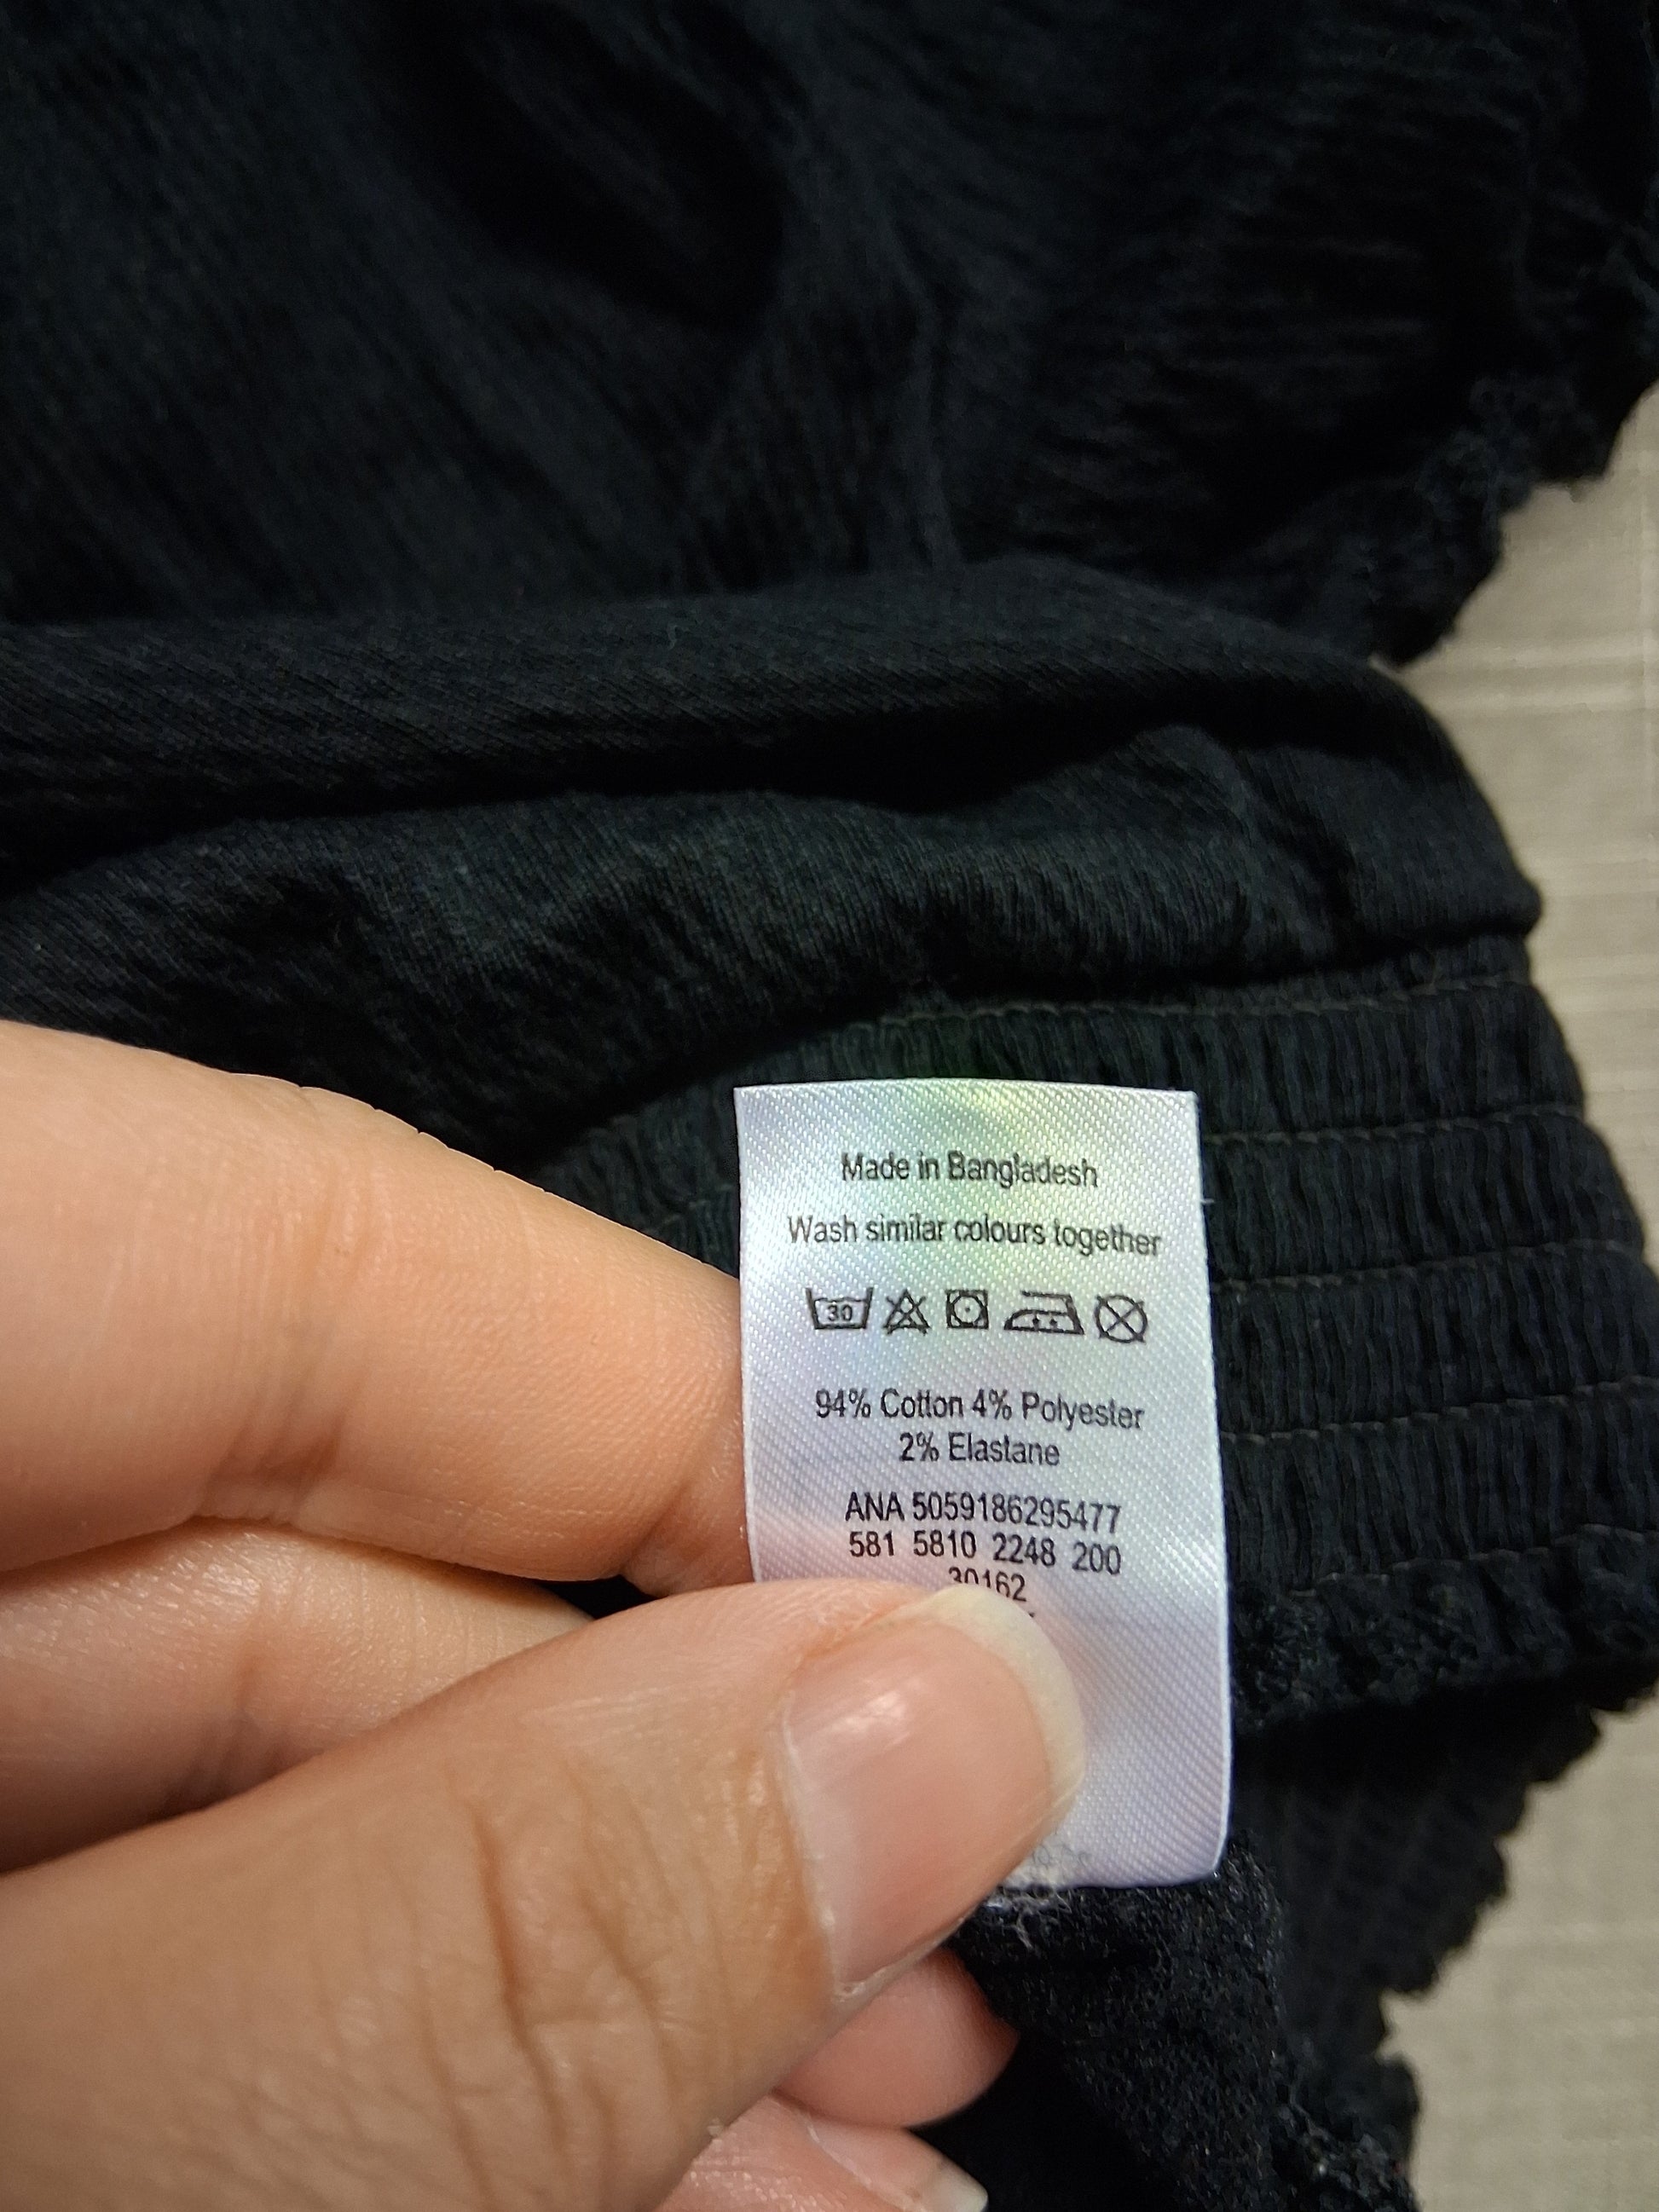 Made in Bangladesh
Wash similar colours together
30
94% Cotton 4% Polyester
2% Elastane
ANA 5059186295477
581 5810 2248 200
30162